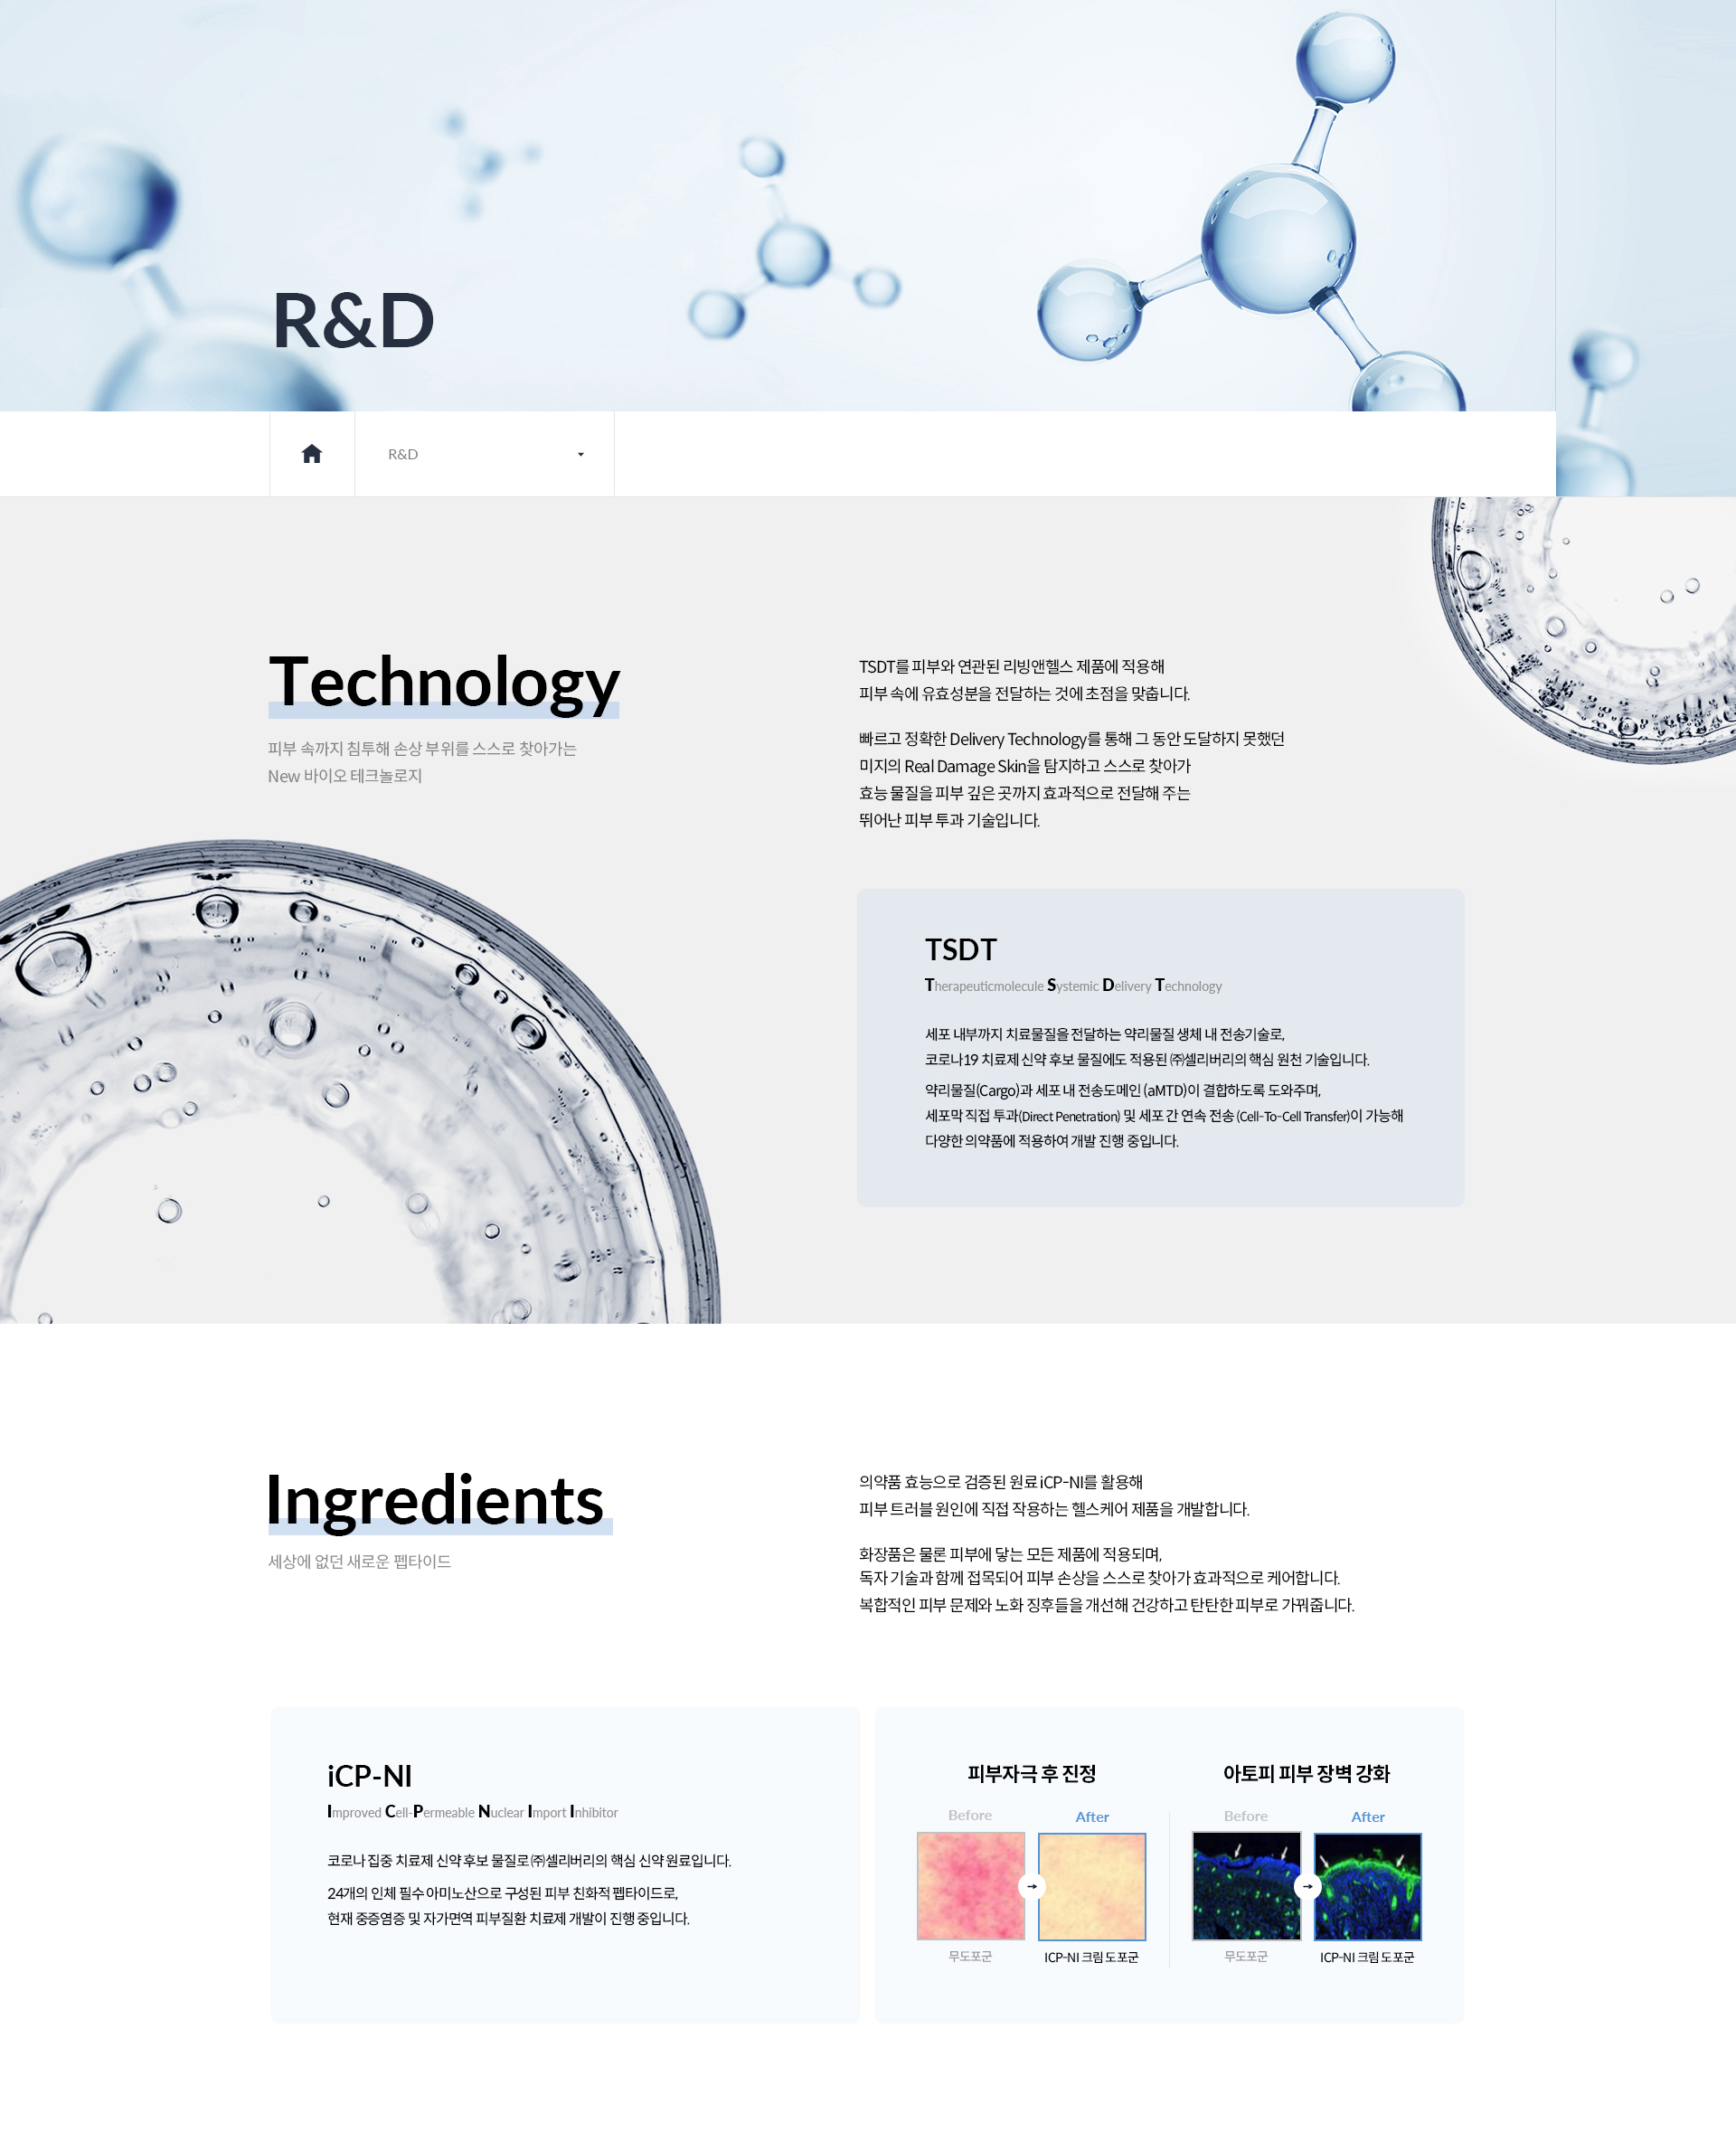 R&D
R&D
Technology
피부 속까지 침투해 손상 부위를 스스로 찾아가는
New 바이오 테크놀로지
TSDT를 피부와 연관된 리빙앤헬스 제품에 적용해
피부 속에 유효성분을 전달하는 것에 초점을 맞춥니다.
빠르고 정확한 Delivery Technology를 통해 그 동안 도달하지 못했던
미지의 Real Damage Skin을 탐지하고 스스로 찾아가
효능 물질을 피부 깊은 곳까지 효과적으로 전달해 주는
뛰어난 피부 투과 기술입니다.
TSDT
Therapeuticmolecule Systemic Delivery Technology
세포 내부까지 치료물질을 전달하는 약리물질 생체 내 전송기술로,
코로나19 치료제 신약 후보 물질에도 적용된 ㈜셀리버리의 핵심 원천 기술입니다.
약리물질(Cargo)과 세포 내 전송도메인 (aMTD)이 결합하도록 도와주며,
세포막 직접 투과(Direct Penetration) 및 세포 간 연속 전송 (Cell-To-Cell Transfer)이 가능해
다양한 의약품에 적용하여 개발 진행 중입니다.
Ingredients
세상에 없던 새로운 펩타이드
의약품 효능으로 검증된 원료 iCP-NI를 활용해
피부 트러블 원인에 직접 작용하는 헬스케어 제품을 개발합니다.
화장품은 물론 피부에 닿는 모든 제품에 적용되며,
독자 기술과 함께 접목되어 피부 손상을 스스로 찾아가 효과적으로 케어합니다.
복합적인 피부 문제와 노화 징후들을 개선해 건강하고 탄탄한 피부로 가꿔줍니다.
iCP-NI
Improved Cell-Permeable Nuclear Import Inhibitor
코로나 집중 치료제 신약 후보 물질로 ㈜셀리버리의 핵심 신약 원료입니다.
24개의 인체 필수 아미노산으로 구성된 피부 친화적 펩타이드로,
현재 중증염증 및 자가면역 피부질환 치료제 개발이 진행 중입니다.
피부자극 후 진정
Before
After
무도포군
ICP-NI 크림 도포군
아토피 피부 장벽 강화
Before
After
무도포군
ICP-NI 크림 도포군